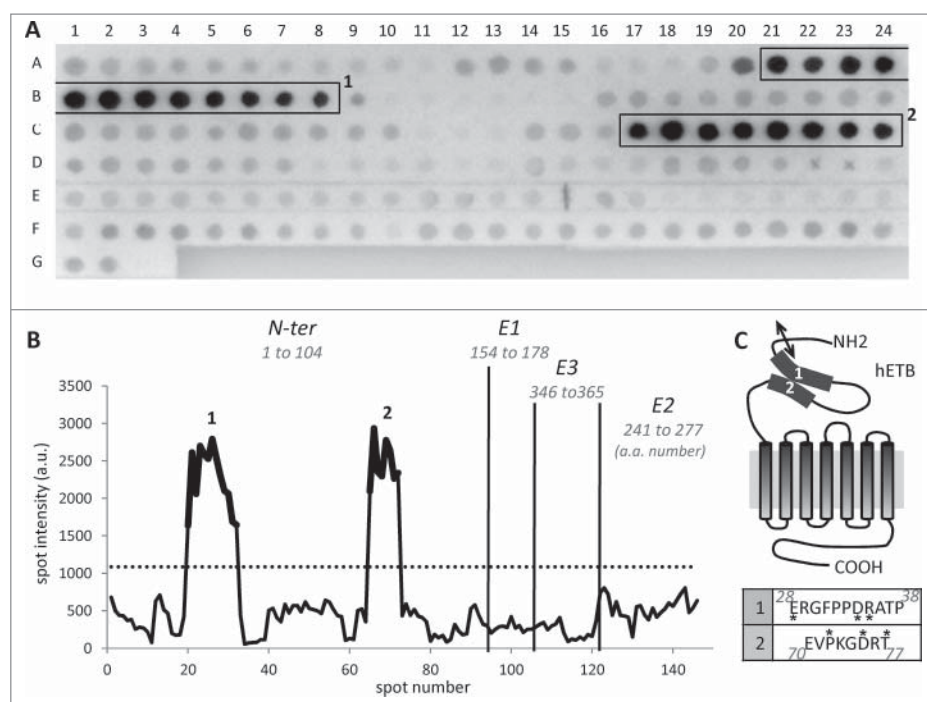 A
1 2 3 4 5 6 7 8 9 10 11 12 13 14 15 16 17 18 19 20 21 22 23 24
A
B
C
D
E
F
G
1
2
B
N-ter
1 to 104
E1
154 to 178
E3
346 to365
E2
241 to 277
(a.a. number)
1
2
spot intensity (a.u.)
3500
3000
2500
2000
1500
1000
500
0
0 20 40 60 80 100 120 140
spot number
C
NH2
hETB
1
2
COOH
28 38
1 ERGFPPDRATP
* * *
* * *
2 EVPKGDRT
70 77